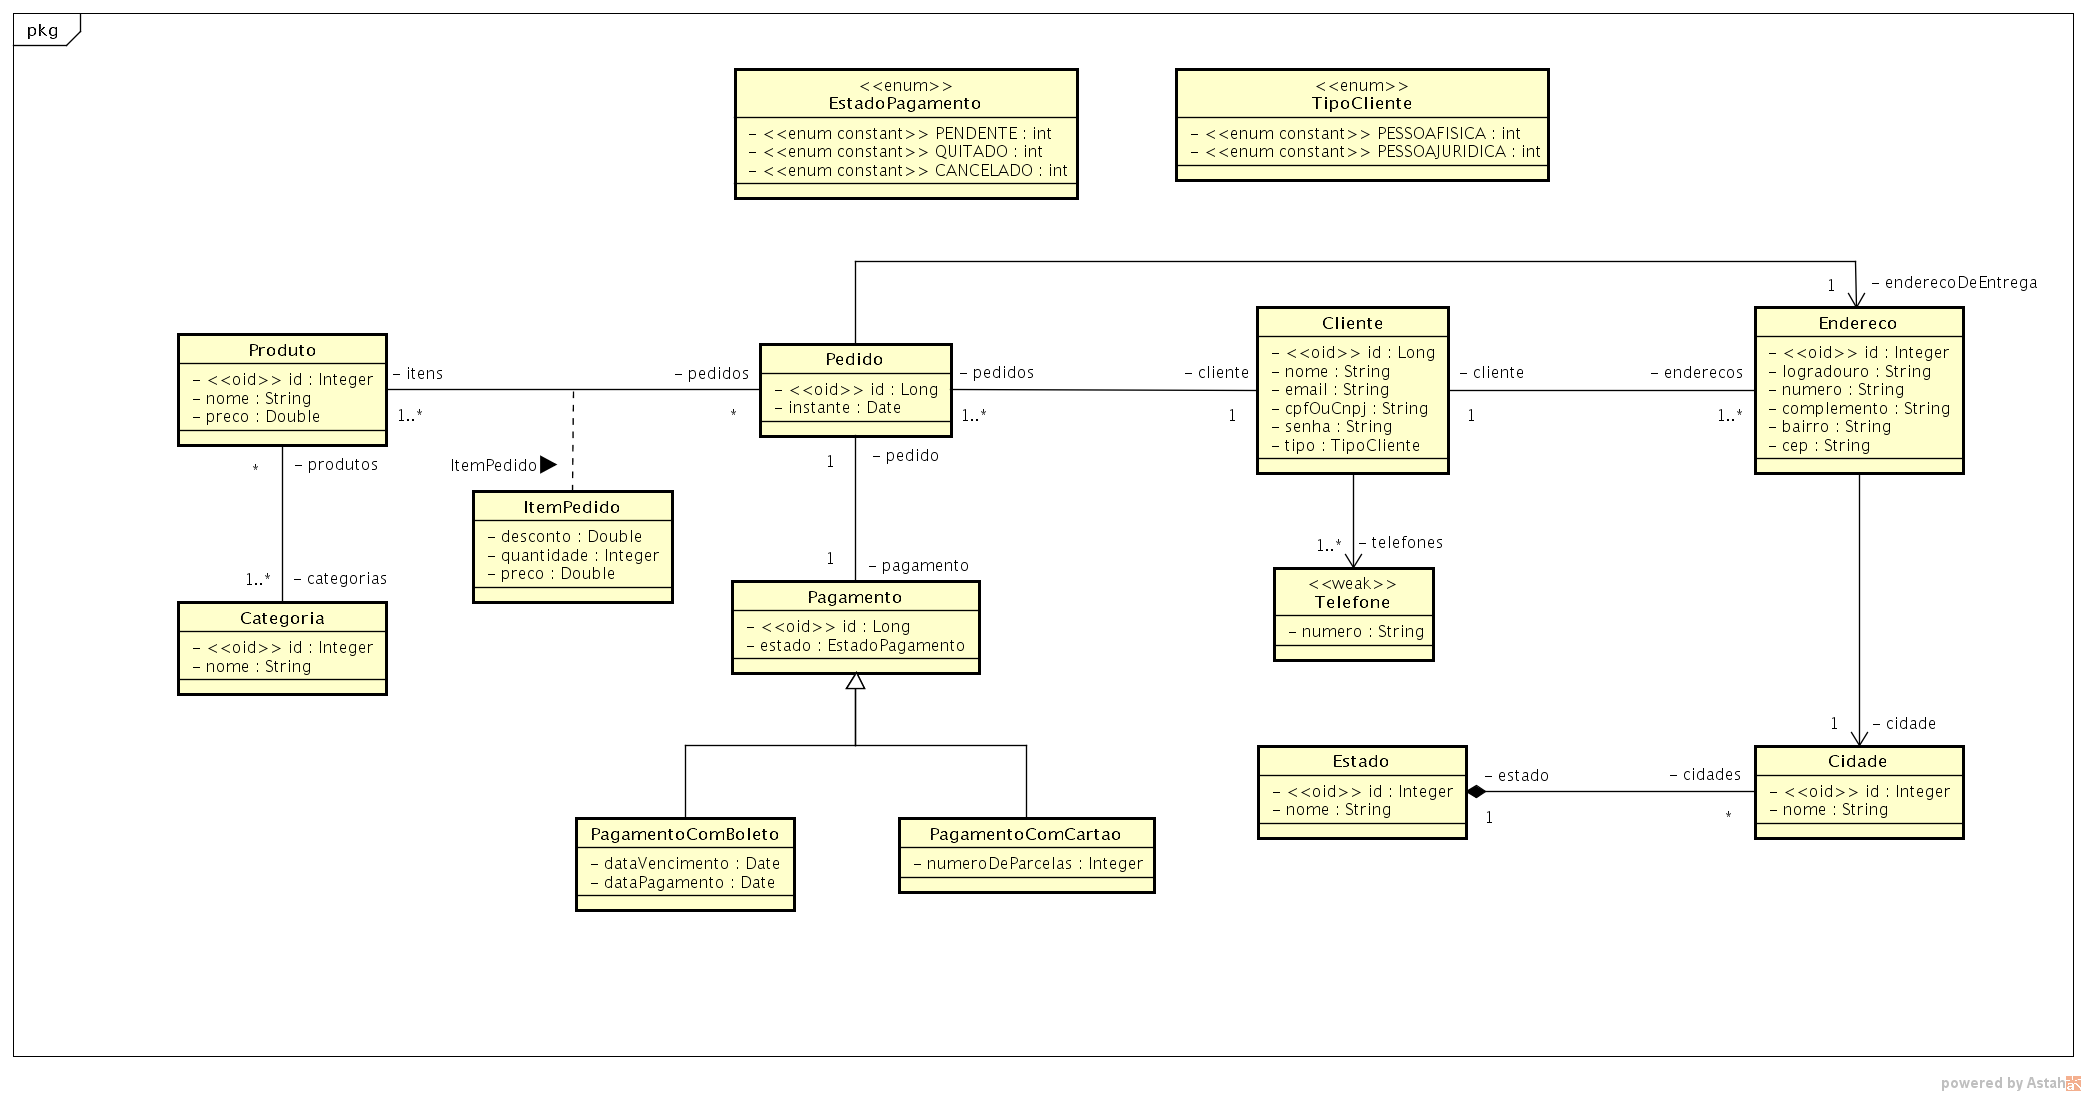 pkg
<<enum>>
EstadoPagamento
- <<enum constant>> PENDENTE : int
- <<enum constant>> QUITADO : int
- <<enum constant>> CANCELADO : int
<<enum>>
TipoCliente
- <<enum constant>> PESSOAFISICA : int
- <<enum constant>> PESSOAJURIDICA : int
1
- enderecoDeEntrega
Produto
- <<oid>> id : Integer
- nome : String
- preco : Double
- itens
1..*
- pedidos
*
Pedido
- <<oid>> id : Long
- instante : Date
- pedidos
1..*
- cliente
1
Cliente
- <<oid>> id : Long
- nome : String
- email : String
- cpfOuCnpj : String
- senha : String
- tipo : TipoCliente
- cliente
1
- enderecos
1..*
Endereco
- <<oid>> id : Integer
- logradouro : String
- numero : String
- complemento : String
- bairro : String
- cep : String
*
- produtos
ItemPedido
1
- pedido
ItemPedido
- desconto : Double
- quantidade : Integer
- preco : Double
1..*
- categorias
1
- pagamento
1..*
- telefones
Categoria
- <<oid>> id : Integer
- nome : String
Pagamento
- <<oid>> id : Long
- estado : EstadoPagamento
<<weak>>
Telefone
- numero : String
1
- cidade
Estado
- <<oid>> id : Integer
- nome : String
- estado
1
- cidades
*
Cidade
- <<oid>> id : Integer
- nome : String
PagamentoComBoleto
- dataVencimento : Date
- dataPagamento : Date
PagamentoComCartao
- numeroDeParcelas : Integer
powered by Astah